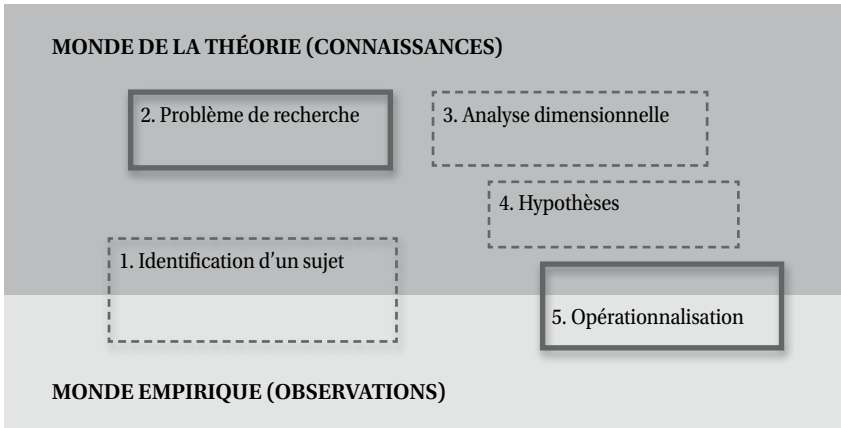 MONDE DE LA THÉORIE (CONNAISSANCES)
2. Problème de recherche
3. Analyse dimensionnelle
4. Hypothèses
1. Identification d’un sujet
5. Opérationnalisation
MONDE EMPIRIQUE (OBSERVATIONS)